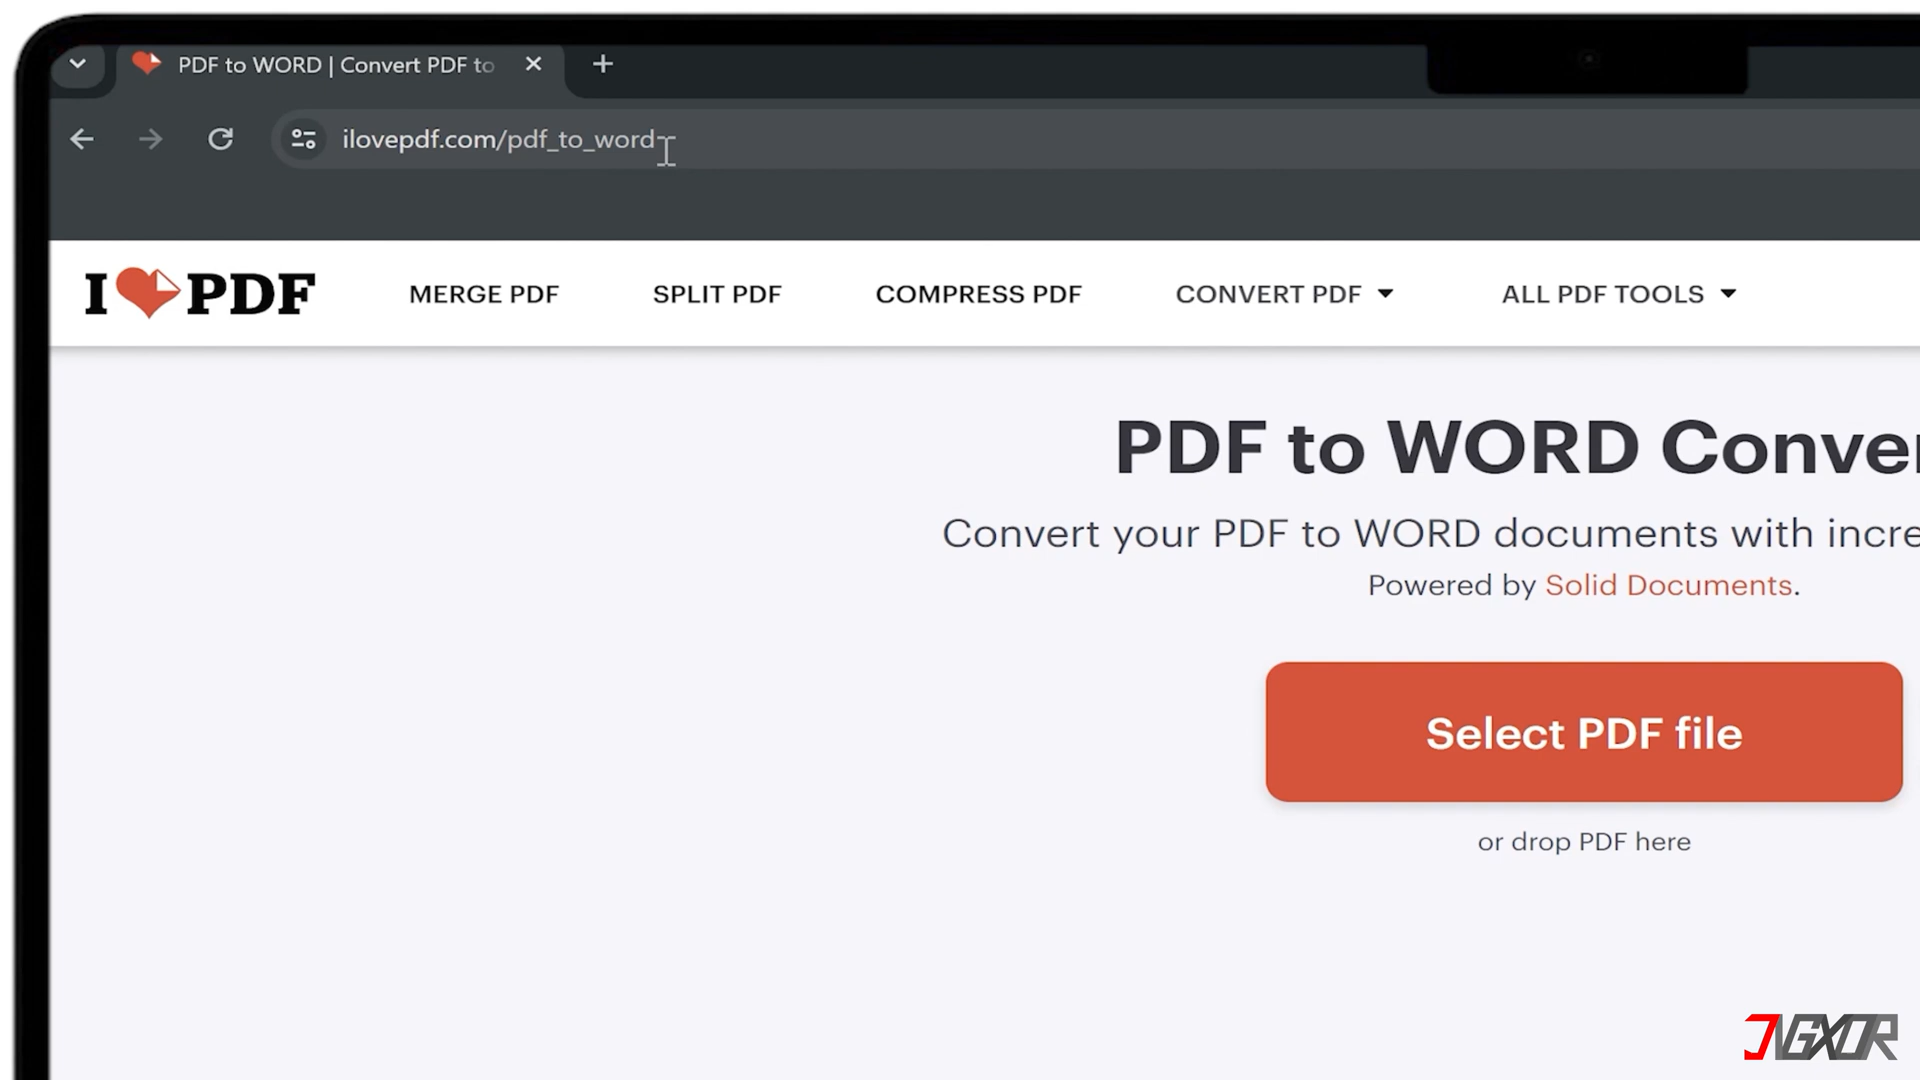 PDF to WORD | Convert PDF to
ilovepdf.com/pdf_to_word
I PDF
MERGE PDF
SPLIT PDF
COMPRESS PDF
CONVERT PDF
ALL PDF TOOLS
PDF to WORD Conver
Convert your PDF to WORD documents with incre
Powered by Solid Documents.
Select PDF file
or drop PDF here
JNGXOR